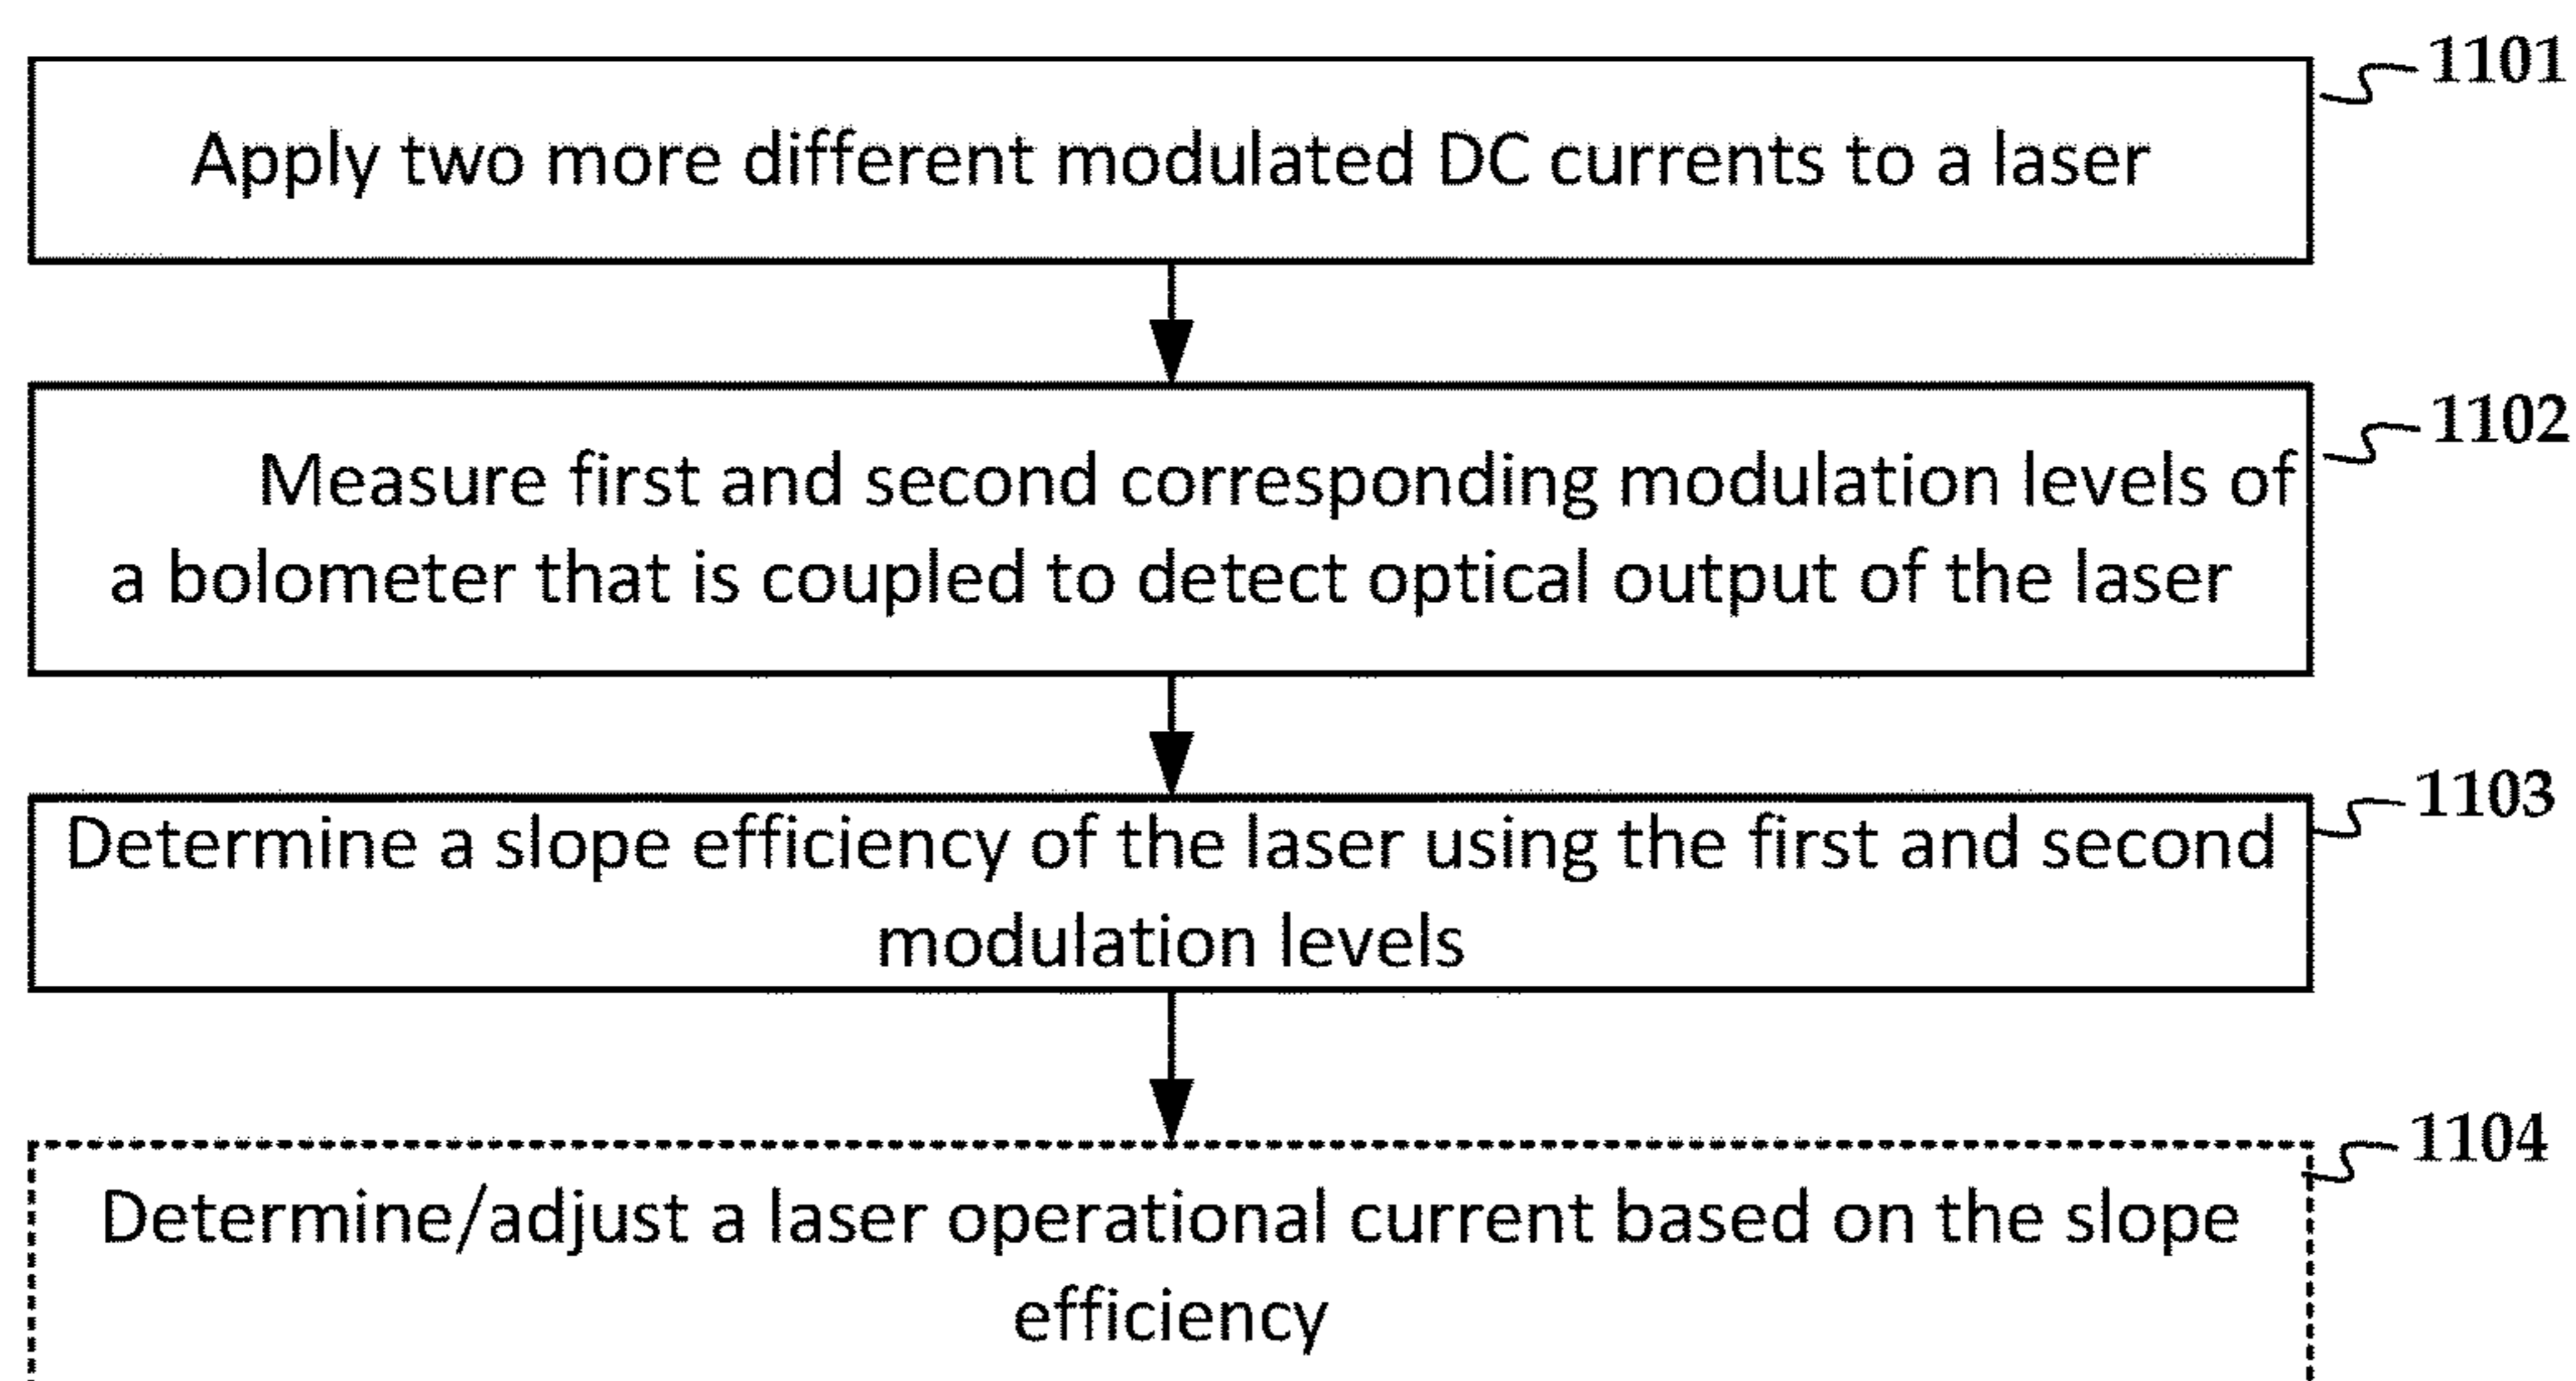 Apply two more different modulated DC currents to a laser
1101
Measure first and second corresponding modulation levels of
a bolometer that is coupled to detect optical output of the laser
1102
Determine a slope efficiency of the laser using the first and second
modulation levels
1103
Determine/adjust a laser operational current based on the slope
efficiency
1104